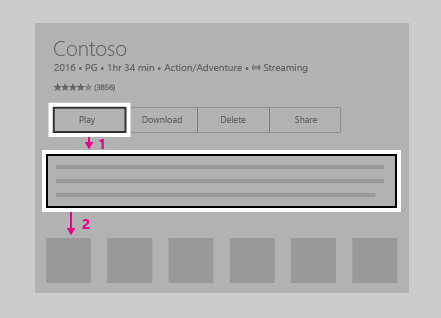 Contoso
2016 • PG • 1hr 34 min • Action/Adventure • Streaming
(3856)
Play Download Delete Share
1
2